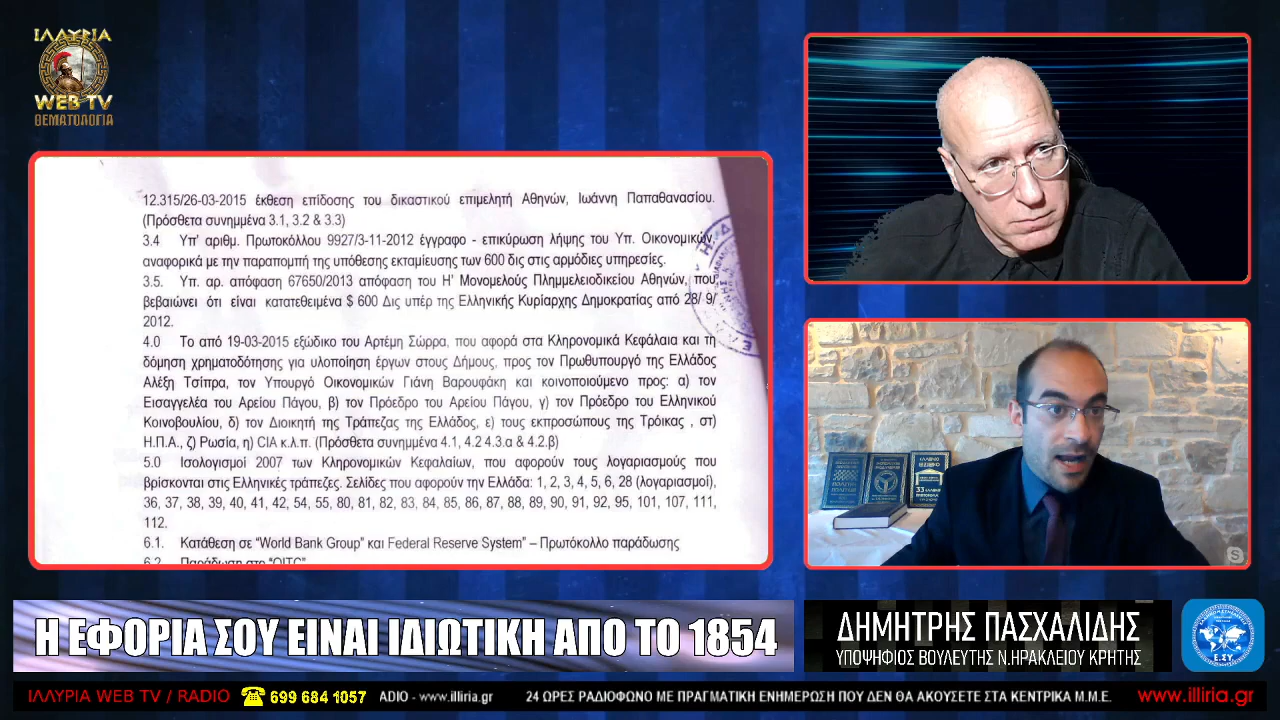 ΙΛΛΥΡΙΑ
WEB TV
ΘΕΜΑΤΟΛΟΓΙΑ
12.315/26-03-2015 έκθεση επίδοσης του δικαστικού επιμελητή Αθηνών, Ιωάννη Παπαθανασίου.
(Πρόσθετα συνημμένα 3.1, 3.2 & 3.3)
3.4 Υπ' αριθμ. Πρωτοκόλλου 9927/3-11-2012 έγγραφο - επικύρωση λήψης του Υπ. Οικονομικών,
αναφορικά με την παραπομπή της υπόθεσης εκταμίευσης των 600 δις στις αρμόδιες υπηρεσίες.
3.5. Υπ. αρ. απόφαση 67650/2013 απόφαση του Η' Μονομελούς Πλημμελειοδικείου Αθηνών, που
βεβαιώνει ότι είναι κατατεθειμένα $ 600 Δις υπέρ της Ελληνικής Κυρίαρχης Δημοκρατίας από 28/ 9/
2012.
4.0 Το από 19-03-2015 εξώδικο του Αρτέμη Σώρρα, που αφορά στα Κληρονομικά Κεφάλαια και τη
δόμηση χρηματοδότησης για υλοποίηση έργων στους Δήμους, προς τον Πρωθυπουργό της Ελλάδος
Αλέξη Τσίπρα, τον Υπουργό Οικονομικών Γιάνη Βαρουφάκη και κοινοποιούμενο προς: α) τον
Εισαγγελέα του Αρείου Πάγου, β) τον Πρόεδρο του Αρείου Πάγου, γ) τον Πρόεδρο του Ελληνικού
Κοινοβουλίου, δ) τον Διοικητή της Τράπεζας της Ελλάδος, ε) τους εκπροσώπους της Τρόικας , στ)
Η.Π.Α., ζ) Ρωσία, η) CIA κ.λ.π. (Πρόσθετα συνημμένα 4.1, 4.2 4.3.α & 4.2.β)
5.0 Ισολογισμοί 2007 των Κληρονομικών Κεφαλαίων, που αφορούν τους λογαριασμούς που
βρίσκονται στις Ελληνικές τράπεζες. Σελίδες που αφορούν την Ελλάδα: 1, 2, 3, 4, 5, 6, 28 (λογαριασμοί),
36, 37, 38, 39, 40, 41, 42, 54, 55, 80, 81, 82, 83, 84, 85, 86, 87, 88, 89, 90, 91, 92, 95, 101, 107, 111,
112.
6.1. Κατάθεση σε "World Bank Group" και Federal Reserve System" – Πρωτόκολλο παράδοσης
6.2 Παράδοση στο "OITC"
Η ΕΦΟΡΙΑ ΣΟΥ ΕΙΝΑΙ ΙΔΙΩΤΙΚΗ ΑΠΟ ΤΟ 1854
ΔΗΜΗΤΡΗΣ ΠΑΣΧΑΛΙΔΗΣ
ΥΠΟΨΗΦΙΟΣ ΒΟΥΛΕΥΤΗΣ Ν.ΗΡΑΚΛΕΙΟΥ ΚΡΗΤΗΣ
Ε.ΣΥ.
ΙΛΛΥΡΙΑ WEB TV / RADIO 699 684 1057 ADIO - www.illiria.gr 24 ΩΡΕΣ ΡΑΔΙΟΦΩΝΟ ΜΕ ΠΡΑΓΜΑΤΙΚΗ ΕΝΗΜΕΡΩΣΗ ΠΟΥ ΔΕΝ ΘΑ ΑΚΟΥΣΕΤΕ ΣΤΑ ΚΕΝΤΡΙΚΑ Μ.Μ.Ε. www.illiria.gr